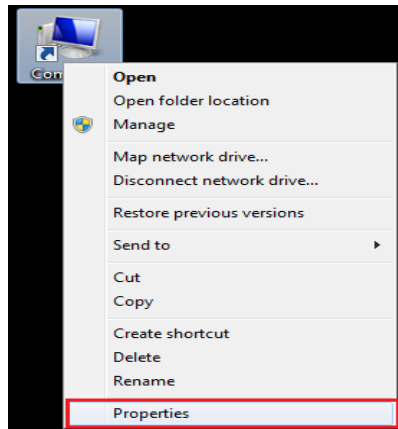 Com
Open
Open folder location
Manage
Map network drive...
Disconnect network drive...
Restore previous versions
Send to
Cut
Copy
Create shortcut
Delete
Rename
Properties